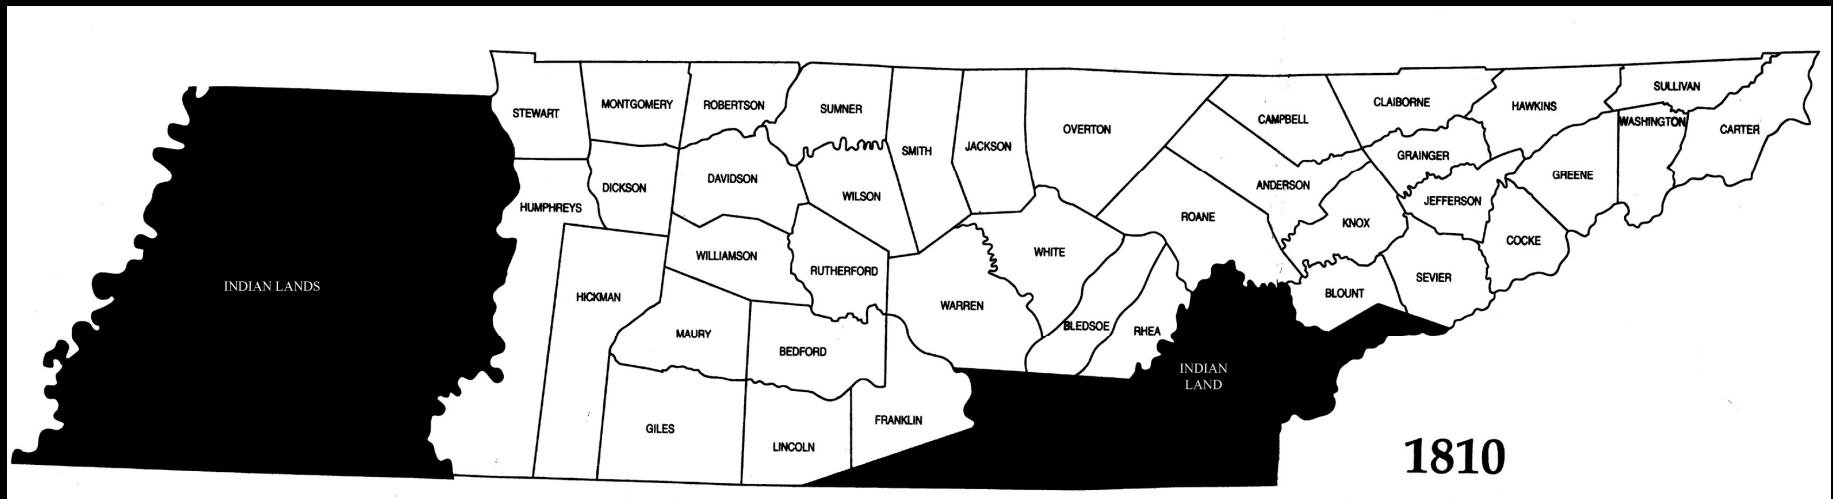 STEWART
MONTGOMERY
ROBERTSON
SUMNER
SMITH
JACKSON
OVERTON
CAMPBELL
CLAIBORNE
HAWKINS
SULLIVAN
WASHINGTON
CARTER
GRAINGER
GREENE
JEFFERSON
ANDERSON
KNOX
COCKE
SEVIER
BLOUNT
ROANE
HUMPHREYS
DICKSON
DAVIDSON
WILSON
WILLIAMSON
RUTHERFORD
WHITE
WARREN
BLEDSOE
RHEA
INDIAN LANDS
HICKMAN
MAURY
BEDFORD
GILES
LINCOLN
FRANKLIN
INDIAN
LAND
1810